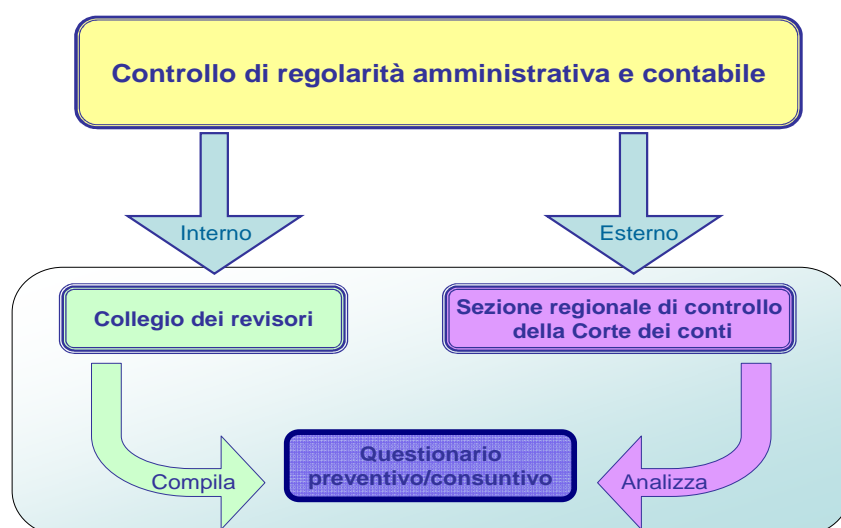 Controllo di regolarità amministrativa e contabile
Interno
Esterno
Collegio dei revisori
Sezione regionale di controllo
della Corte dei conti
Compila
Questionario
preventivo/consuntivo
Analizza